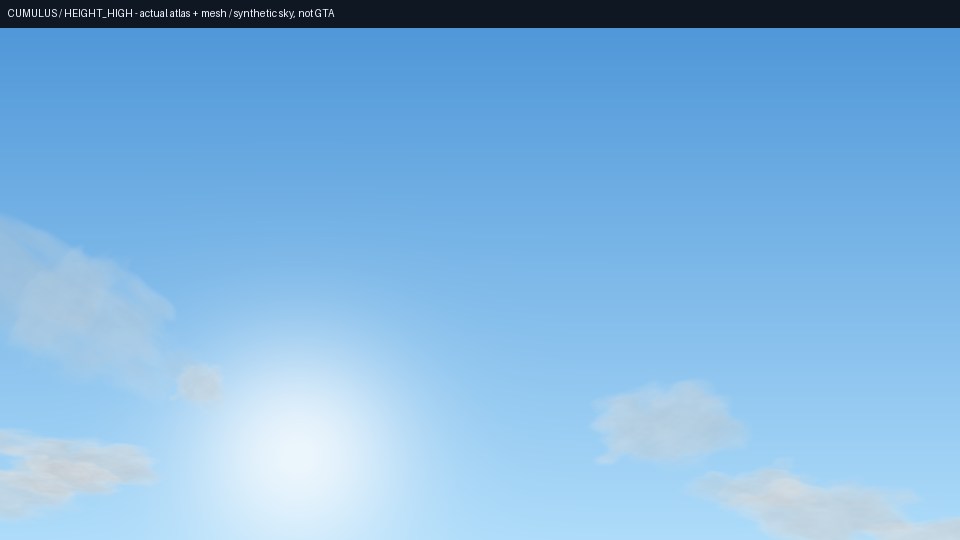 CUMULUS / HEIGHT_HIGH - actual atlas + mesh / synthetic sky, not GTA